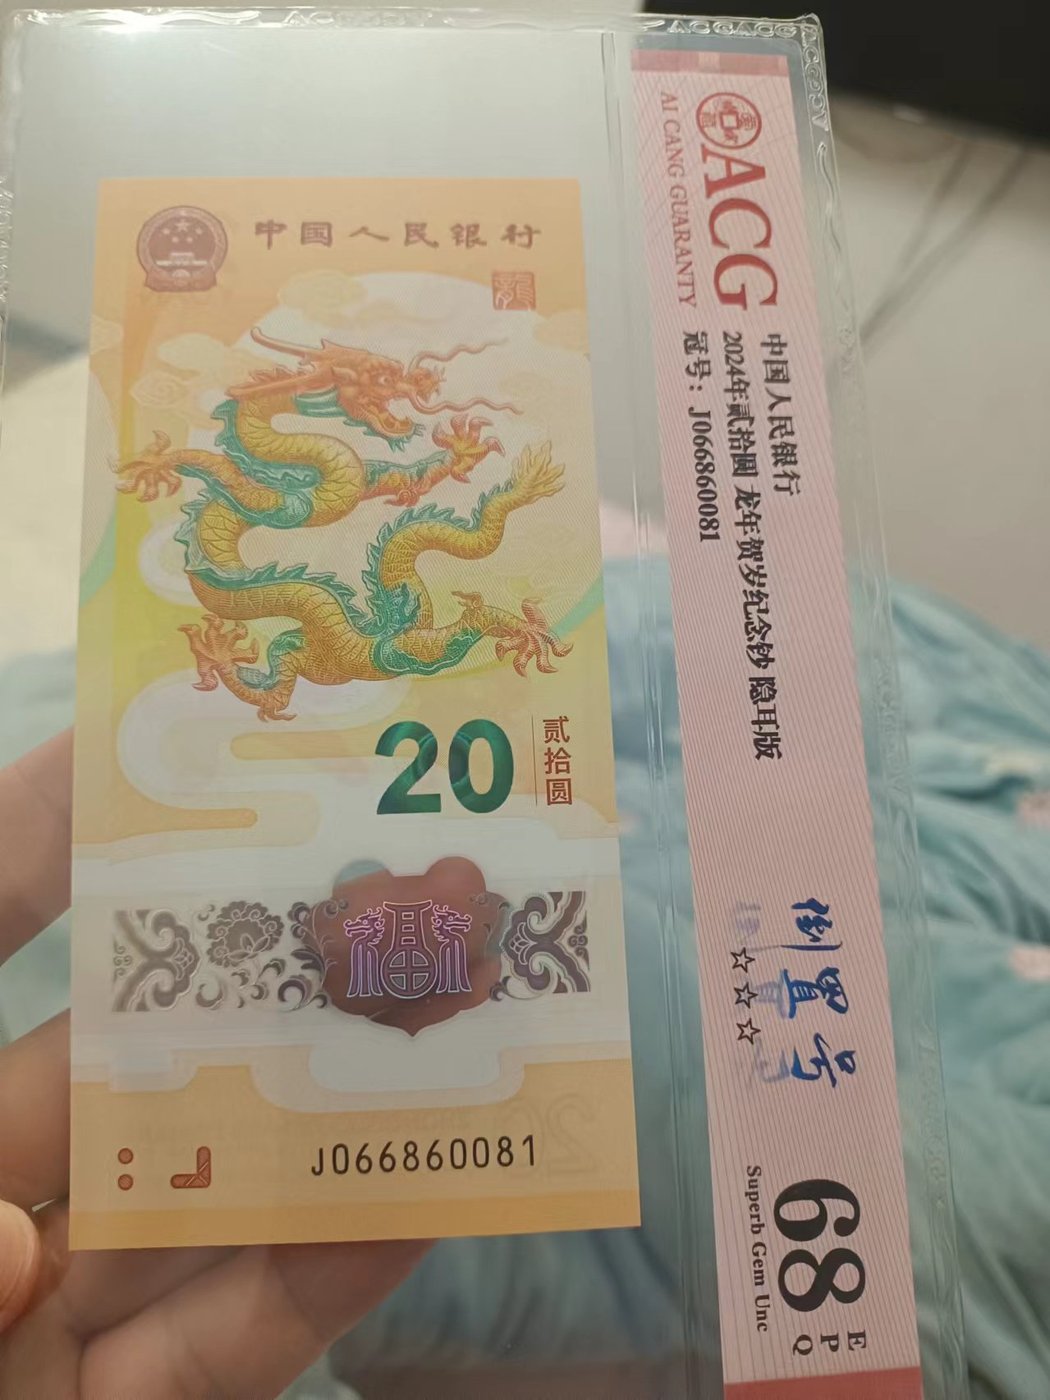 中国人民银行
龍
20
贰拾圆
福
J066860081
ACG
AI CANG GUARANTY
中国人民银行
2024年贰拾圆 龙年贺岁纪念钞 隐耳版
冠号：J066860081
倒置号
☆☆☆
68 E P Q
Superb Gem Unc